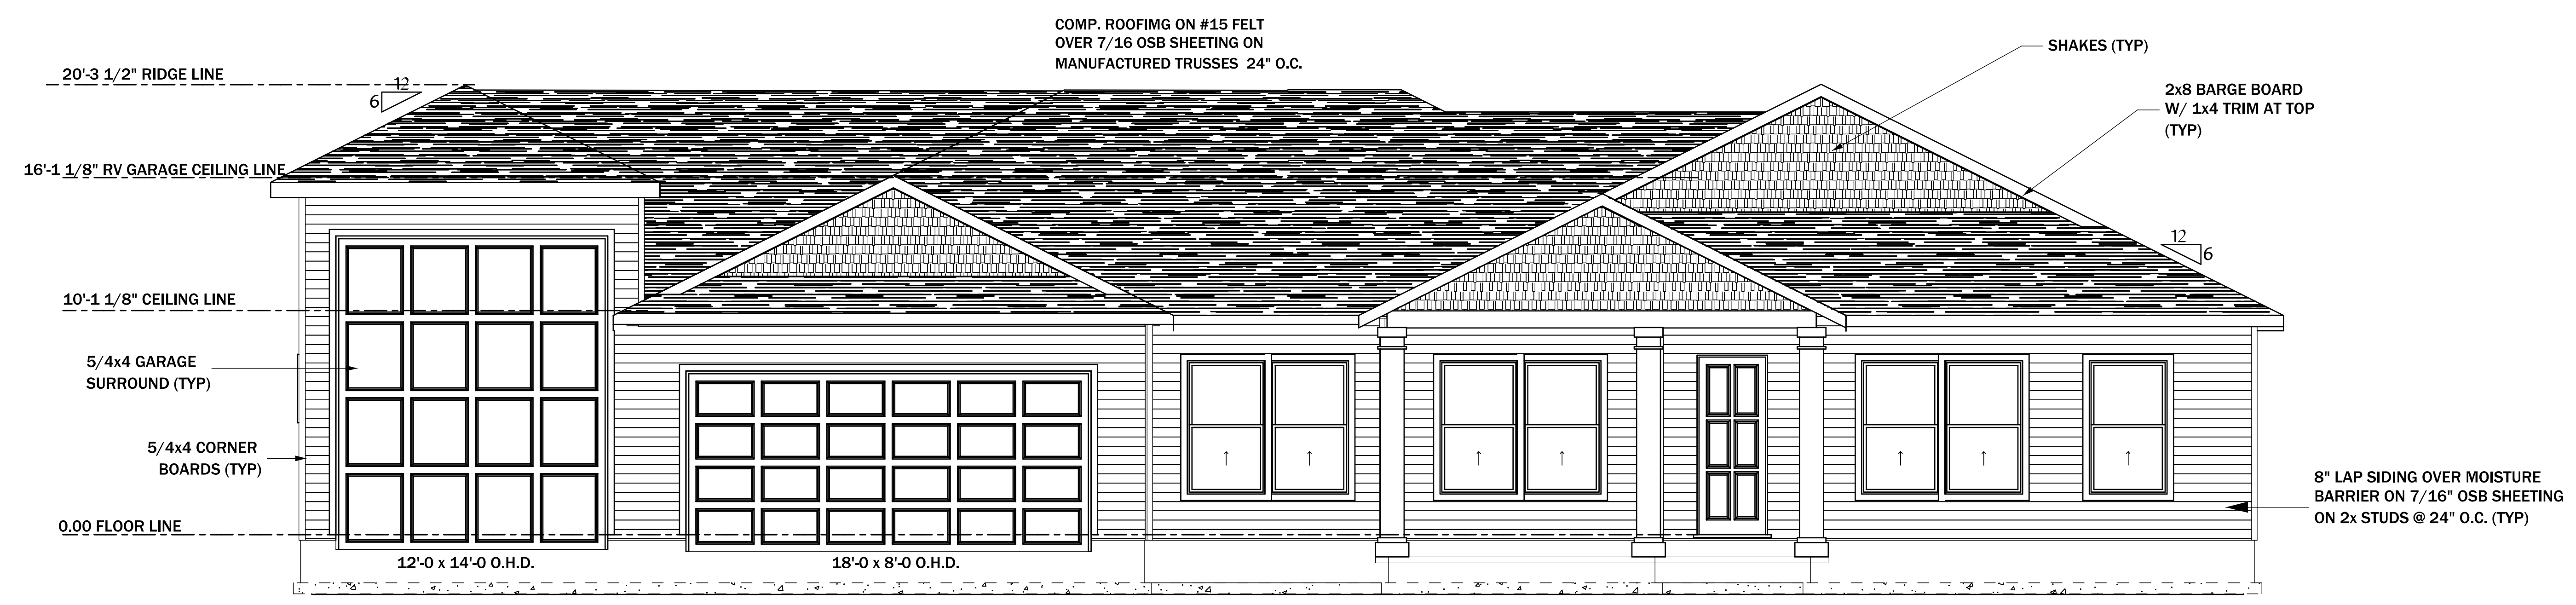 COMP. ROOFIMG ON #15 FELT
OVER 7/16 OSB SHEETING ON
MANUFACTURED TRUSSES 24" O.C.
SHAKES (TYP)
20'-3 1/2" RIDGE LINE
12
6
2x8 BARGE BOARD
W/ 1x4 TRIM AT TOP
(TYP)
16'-1 1/8" RV GARAGE CEILING LINE
12
6
10'-1 1/8" CEILING LINE
5/4x4 GARAGE
SURROUND (TYP)
5/4x4 CORNER
BOARDS (TYP)
8" LAP SIDING OVER MOISTURE
BARRIER ON 7/16" OSB SHEETING
ON 2x STUDS @ 24" O.C. (TYP)
0.00 FLOOR LINE
12'-0 x 14'-0 O.H.D.
18'-0 x 8'-0 O.H.D.